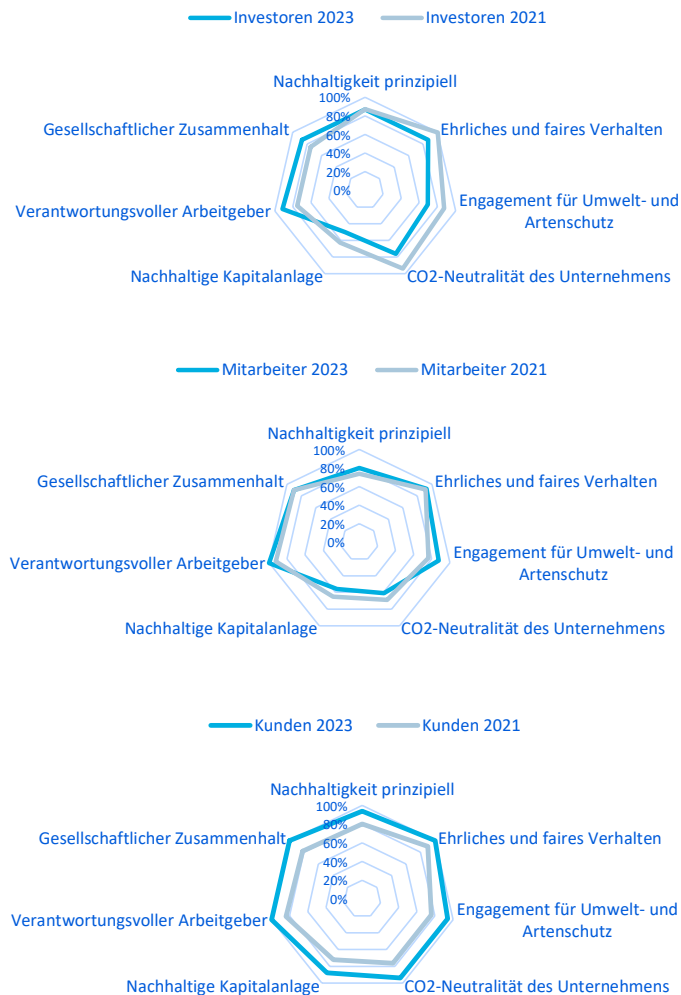 Investoren 2023 Investoren 2021
Nachhaltigkeit prinzipiell
100%
80%
60%
40%
20%
0%
Gesellschaftlicher Zusammenhalt
Ehrliches und faires Verhalten
Verantwortungsvoller Arbeitgeber
Engagement für Umwelt- und
Artenschutz
Nachhaltige Kapitalanlage
CO2-Neutralität des Unternehmens
Mitarbeiter 2023 Mitarbeiter 2021
Nachhaltigkeit prinzipiell
100%
80%
60%
40%
20%
0%
Gesellschaftlicher Zusammenhalt
Ehrliches und faires Verhalten
Verantwortungsvoller Arbeitgeber
Engagement für Umwelt- und
Artenschutz
Nachhaltige Kapitalanlage
CO2-Neutralität des Unternehmens
Kunden 2023 Kunden 2021
Nachhaltigkeit prinzipiell
100%
80%
60%
40%
20%
0%
Gesellschaftlicher Zusammenhalt
Ehrliches und faires Verhalten
Verantwortungsvoller Arbeitgeber
Engagement für Umwelt- und
Artenschutz
Nachhaltige Kapitalanlage
CO2-Neutralität des Unternehmens